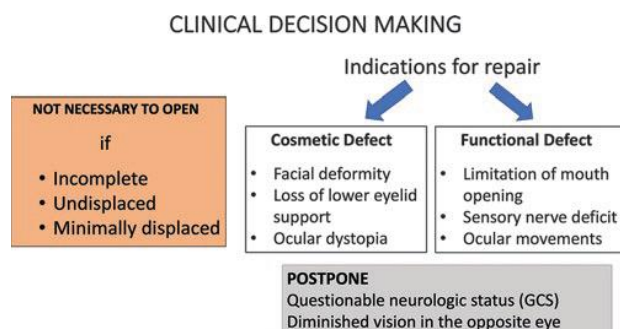 CLINICAL DECISION MAKING
Indications for repair
NOT NECESSARY TO OPEN
if
• Incomplete
• Undisplaced
• Minimally displaced
Cosmetic Defect
• Facial deformity
• Loss of lower eyelid
support
• Ocular dystopia
Functional Defect
• Limitation of mouth
opening
• Sensory nerve deficit
• Ocular movements
POSTPONE
Questionable neurologic status (GCS)
Diminished vision in the opposite eye